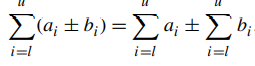 u u u
∑(aᵢ ± bᵢ) = ∑ aᵢ ± ∑ bᵢ
i=l i=l i=l